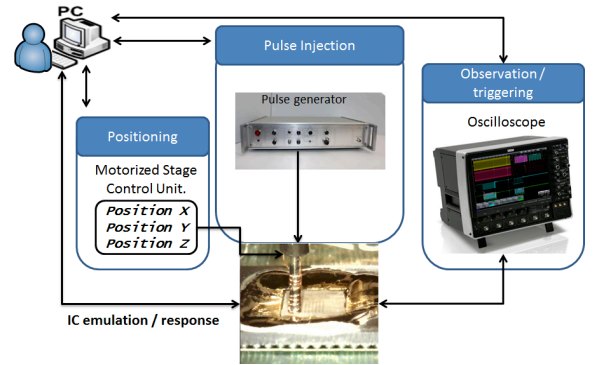 PC
Pulse Injection
Pulse generator
Observation /
triggering
Oscilloscope
Positioning
Motorized Stage
Control Unit.
Position X
Position Y
Position Z
IC emulation / response